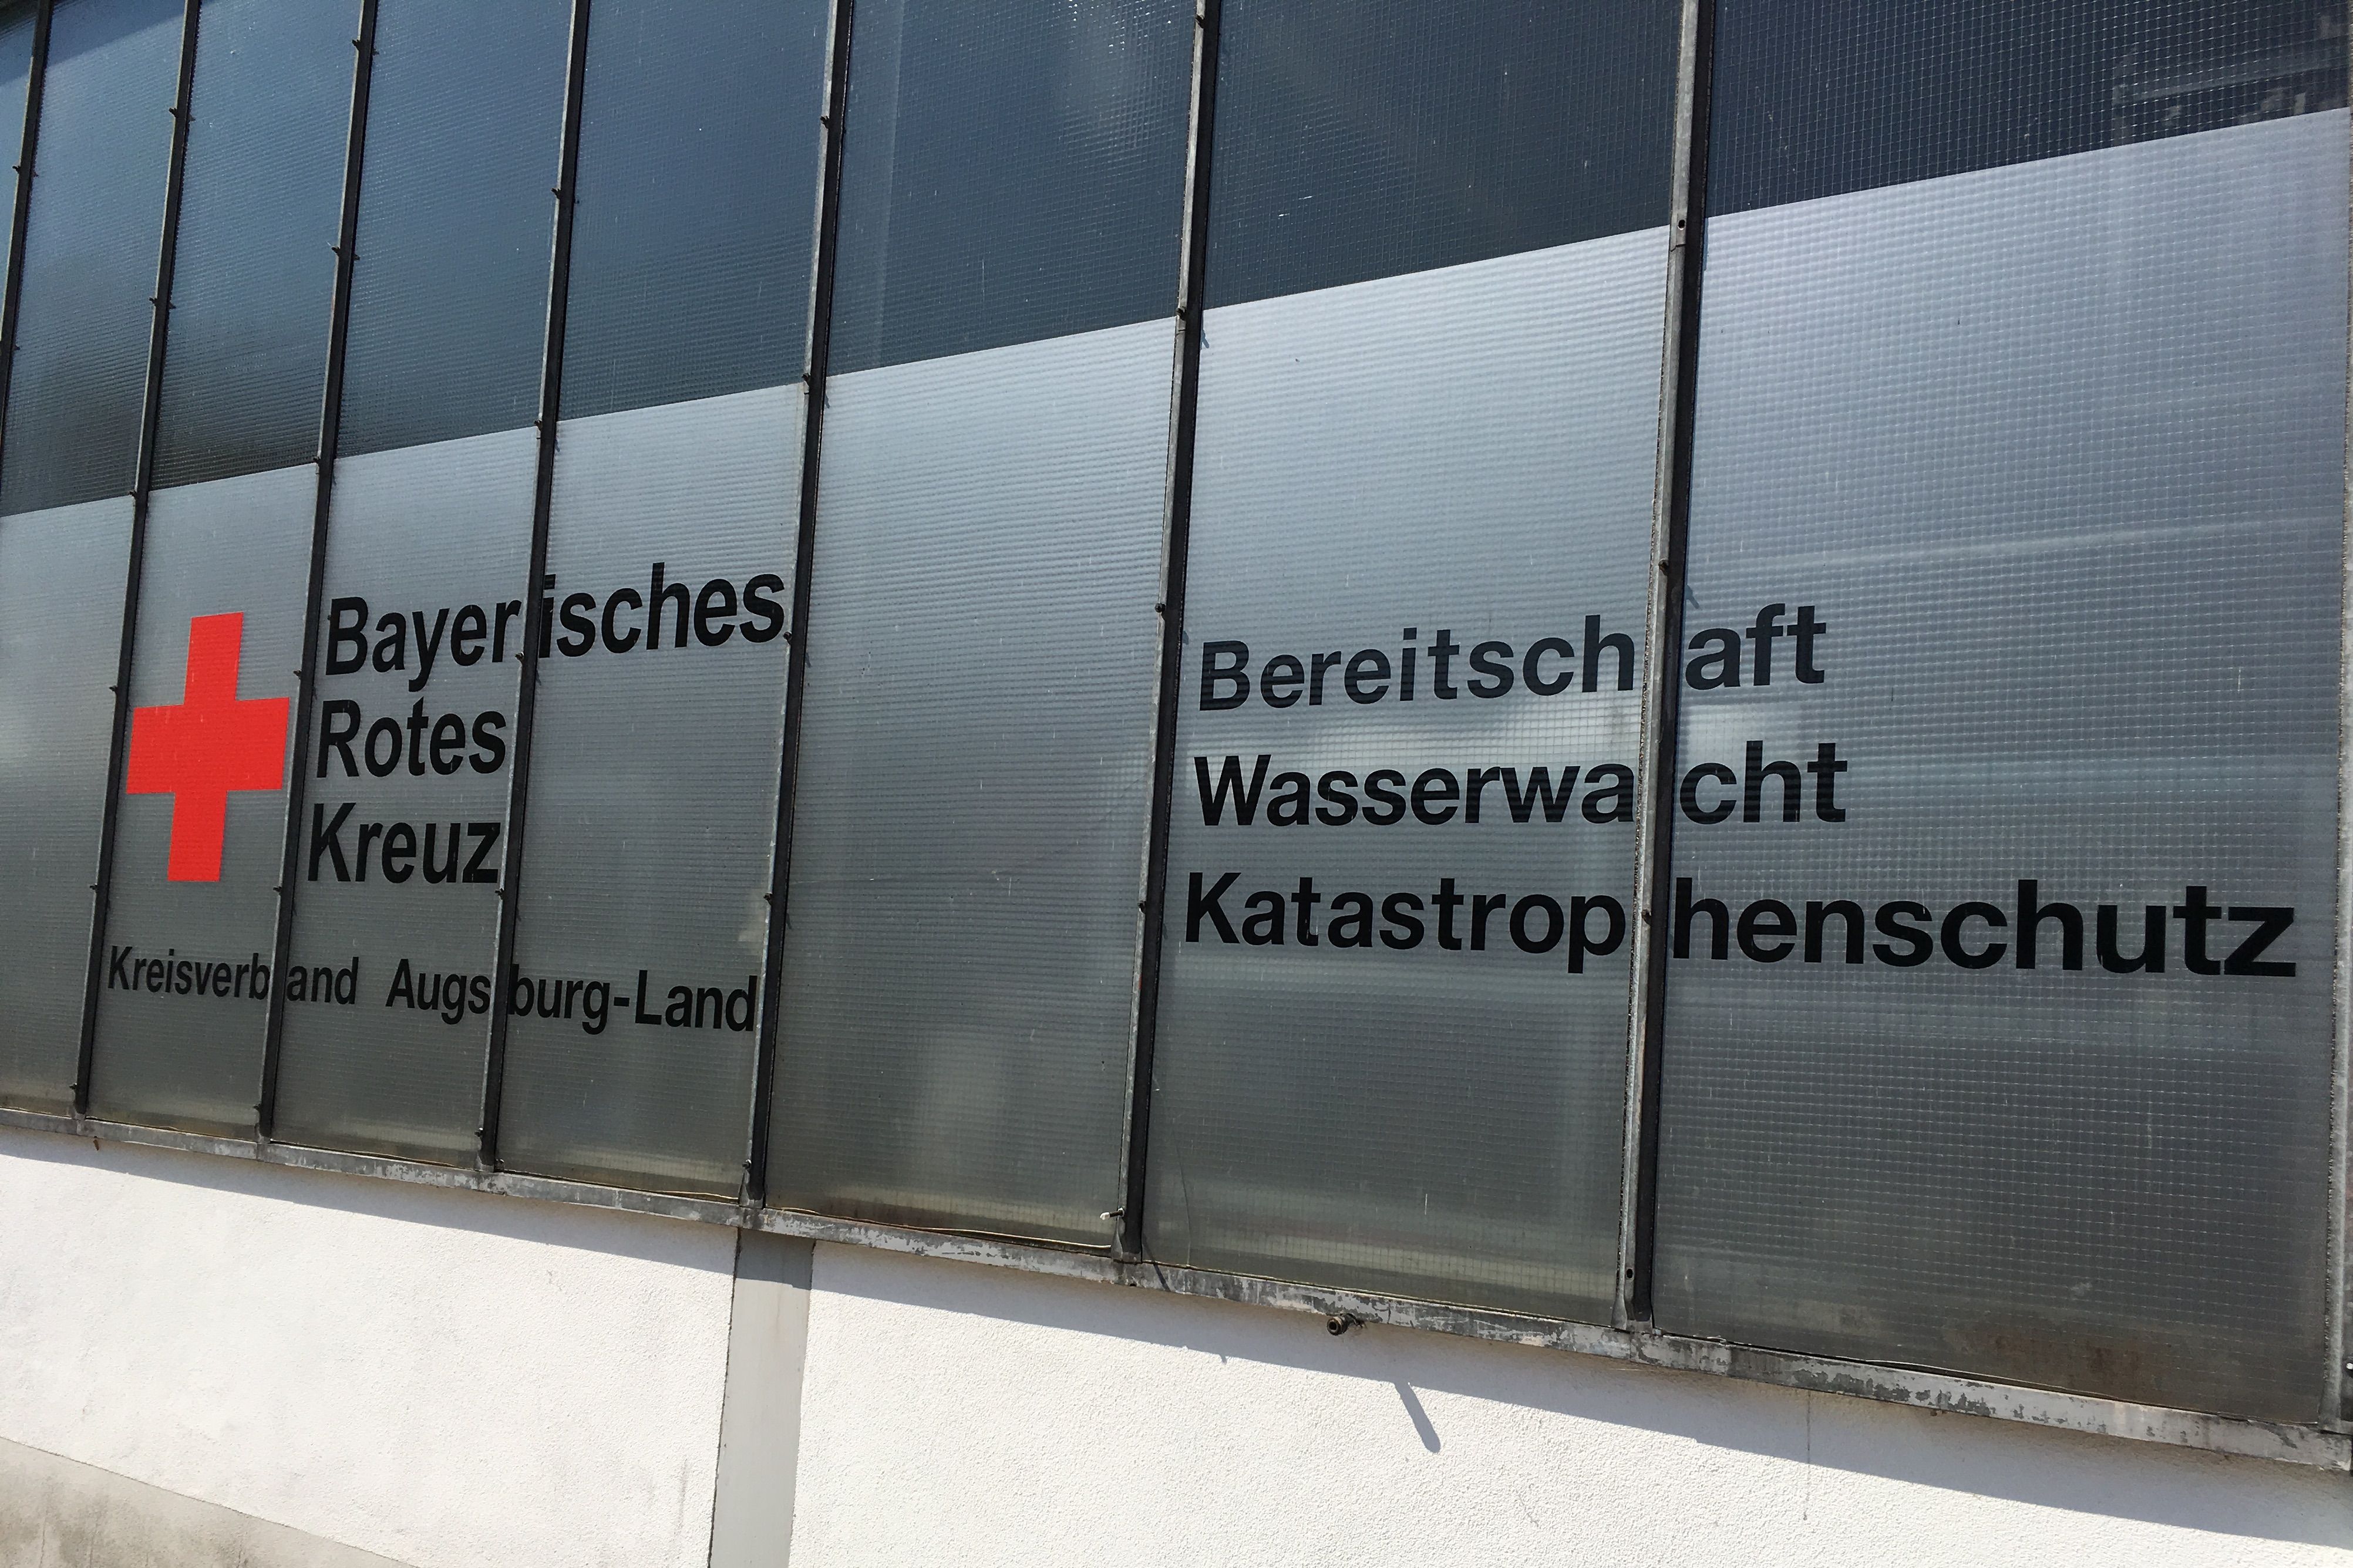 Bayerisches
Rotes
Kreuz
Kreisverband Augsburg-Land
Bereitschaft
Wasserwacht
Katastrophenschutz